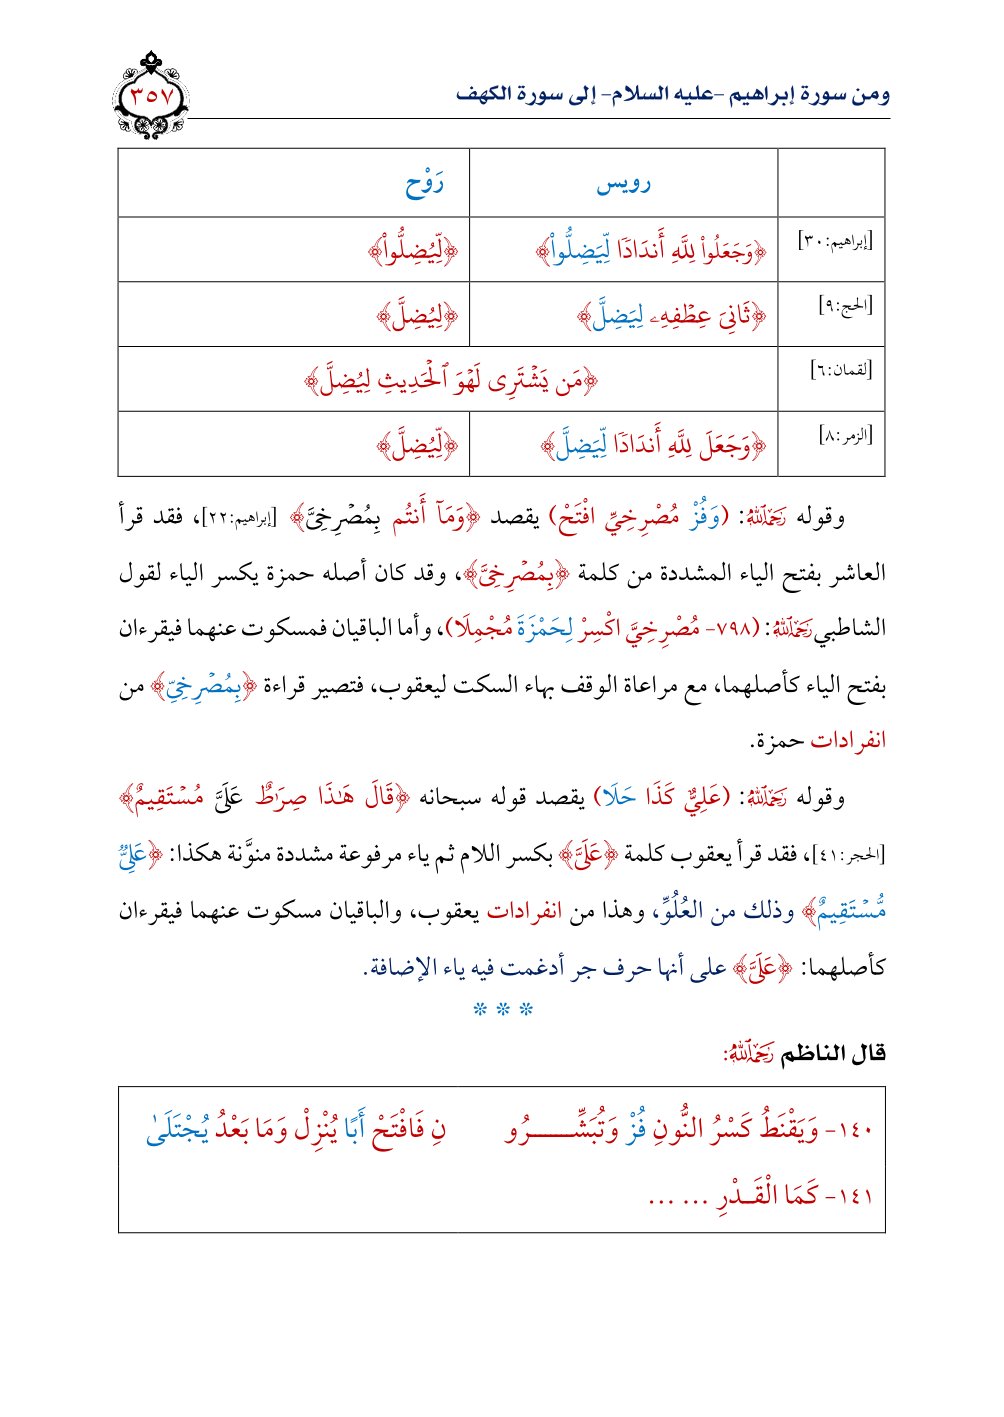 ومن سورة إبراهيم -عليه السلام- إلى سورة الكهف
٣٥٧
رويس رَوْح
[إبراهيم:٣٠] ﴿وَجَعَلُواْ لِلَّهِ أَندَادٗا لِّيَضِلُّواْ﴾ ﴿لِّيُضِلُّواْ﴾
[الحج:٩] ﴿ثَانِيَ عِطۡفِهِۦ لِيَضِلَّ﴾ ﴿لِيُضِلَّ﴾
[لقمان:٦] ﴿مَن يَشۡتَرِي لَهۡوَ ٱلۡحَدِيثِ لِيُضِلَّ﴾
[الزمر:٨] ﴿وَجَعَلَ لِلَّهِ أَندَادٗا لِّيَضِلَّ﴾ ﴿لِّيُضِلَّ﴾
وقوله رَحِمَهُ ٱللَّهُ: (وَفُزْ مُصْرِخِيِّ افْتَحْ) يقصد ﴿وَمَآ أَنتُم بِمُصۡرِخِيَّ﴾ [إبراهيم:٢٢]، فقد قرأ
العاشر بفتح الياء المشددة من كلمة ﴿بِمُصۡرِخِيَّ﴾، وقد كان أصله حمزة يكسر الياء لقول
الشاطبي رَحِمَهُ ٱللَّهُ: (٧٩٨- مُصْرِخِيَّ اكْسِرْ لِحَمْزَةَ مُجْمِلَا)، وأما الباقيان فمسكوت عنهما فيقرءان
بفتح الياء كأصلهما، مع مراعاة الوقف بهاء السكت ليعقوب، فتصير قراءة ﴿بِمُصۡرِخِيِّ﴾ من
انفرادات حمزة.
وقوله رَحِمَهُ ٱللَّهُ: (عَلِيٌّ كَذَا حَلَا) يقصد قوله سبحانه ﴿قَالَ هَٰذَا صِرَٰطٌ عَلَيَّ مُسۡتَقِيمٌ﴾
[الحجر:٤١]، فقد قرأ يعقوب كلمة ﴿عَلَيَّ﴾ بكسر اللام ثم ياء مرفوعة مشددة منوَّنة هكذا: ﴿عَلِيّٞ
مُّسۡتَقِيمٌ﴾ وذلك من العُلُوِّ، وهذا من انفرادات يعقوب، والباقيان مسكوت عنهما فيقرءان
كأصلهما: ﴿عَلَيَّ﴾ على أنها حرف جر أدغمت فيه ياء الإضافة.
* * *
قال الناظم رَحِمَهُ ٱللَّهُ:
١٤٠- وَيَقْنَطُ كَسْرُ النُّونِ فُزْ وَتُبَشِّـــــرُو نِ فَافْتَحْ أَبًا يُنْزِلْ وَمَا بَعْدُ يُجْتَلَىٰ
١٤١- كَمَا الْقَــدْرِ ... ...